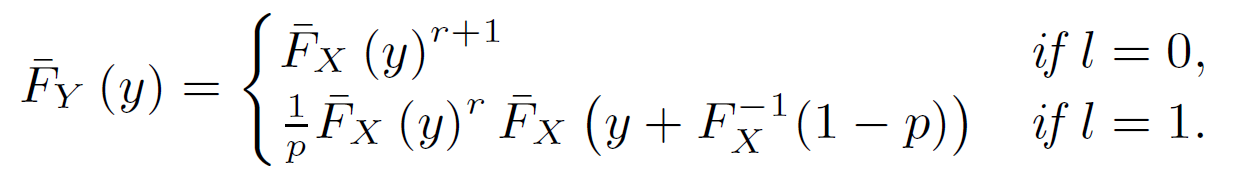 F̄_X (y)^{r+1} if l = 0,
F̄_Y (y) = {
1/p F̄_X (y)^r F̄_X (y + F_X^{-1}(1 − p)) if l = 1.